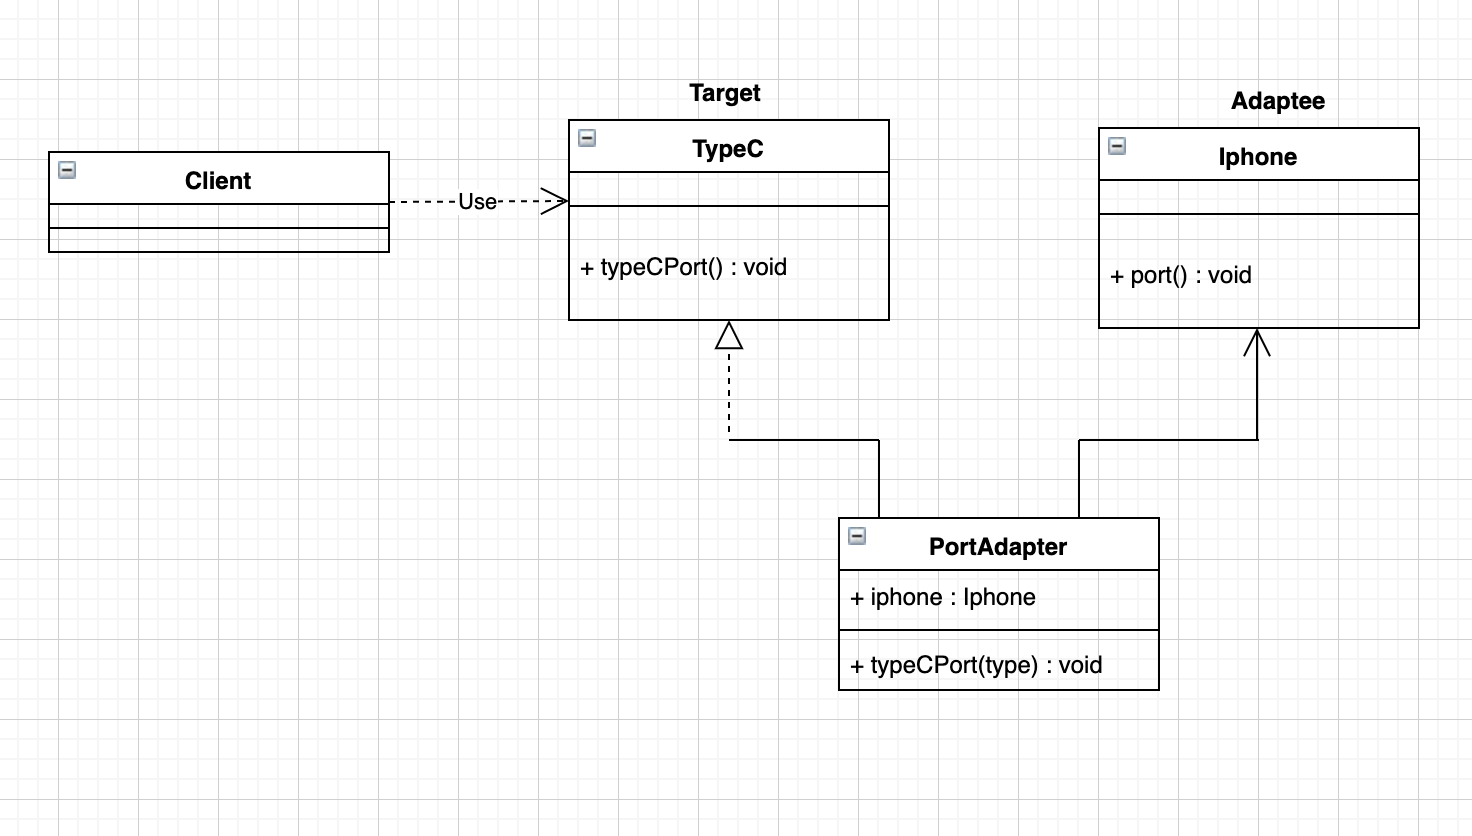 Target
Adaptee
Client
Use
TypeC
+ typeCPort() : void
Iphone
+ port() : void
PortAdapter
+ iphone : Iphone
+ typeCPort(type) : void